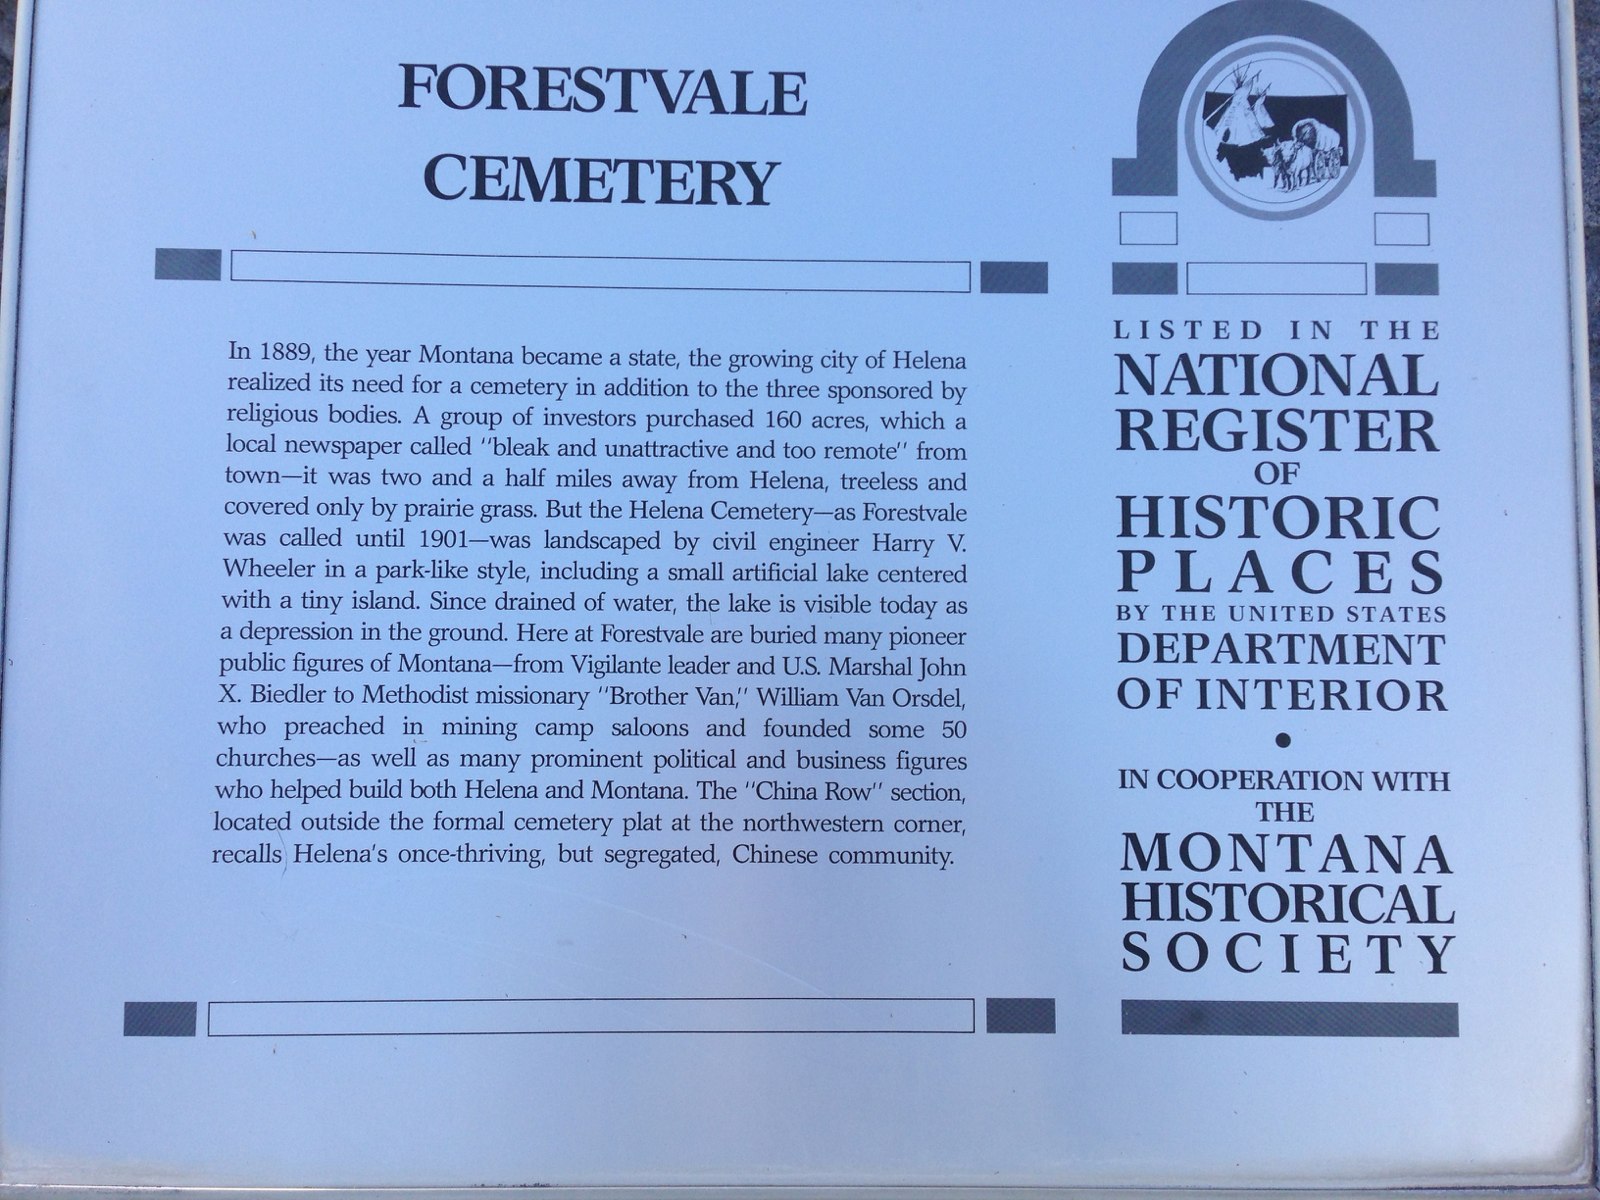 FORESTVALE
CEMETERY
In 1889, the year Montana became a state, the growing city of Helena
realized its need for a cemetery in addition to the three sponsored by
religious bodies. A group of investors purchased 160 acres, which a
local newspaper called "bleak and unattractive and too remote" from
town—it was two and a half miles away from Helena, treeless and
covered only by prairie grass. But the Helena Cemetery—as Forestvale
was called until 1901—was landscaped by civil engineer Harry V.
Wheeler in a park-like style, including a small artificial lake centered
with a tiny island. Since drained of water, the lake is visible today as
a depression in the ground. Here at Forestvale are buried many pioneer
public figures of Montana—from Vigilante leader and U.S. Marshal John
X. Biedler to Methodist missionary "Brother Van," William Van Orsdel,
who preached in mining camp saloons and founded some 50
churches—as well as many prominent political and business figures
who helped build both Helena and Montana. The "China Row" section,
located outside the formal cemetery plat at the northwestern corner,
recalls Helena's once-thriving, but segregated, Chinese community.
LISTED IN THE
NATIONAL
REGISTER
OF
HISTORIC
PLACES
BY THE UNITED STATES
DEPARTMENT
OF INTERIOR
•
IN COOPERATION WITH
THE
MONTANA
HISTORICAL
SOCIETY